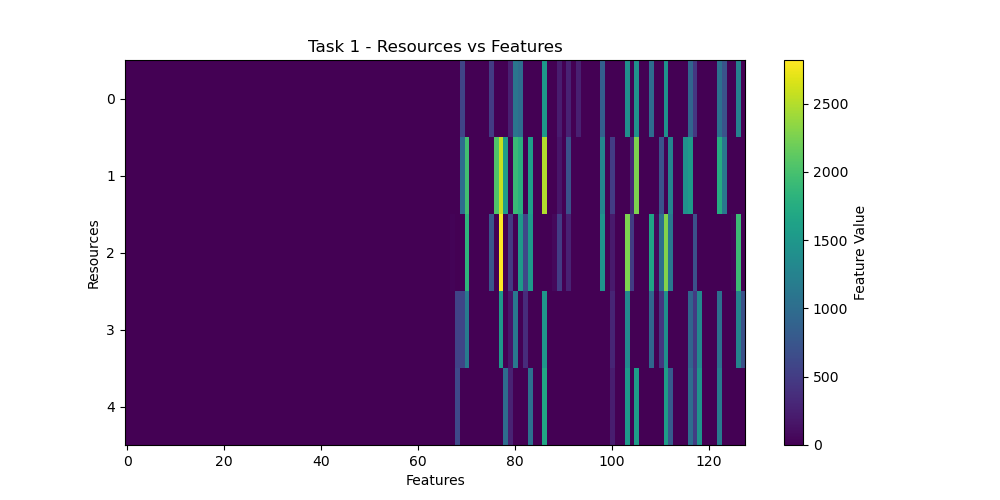 Task 1 - Resources vs Features
Resources
0
1
2
3
4
0 20 40 60 80 100 120
Features
2500
2000
1500
1000
500
0
Feature Value